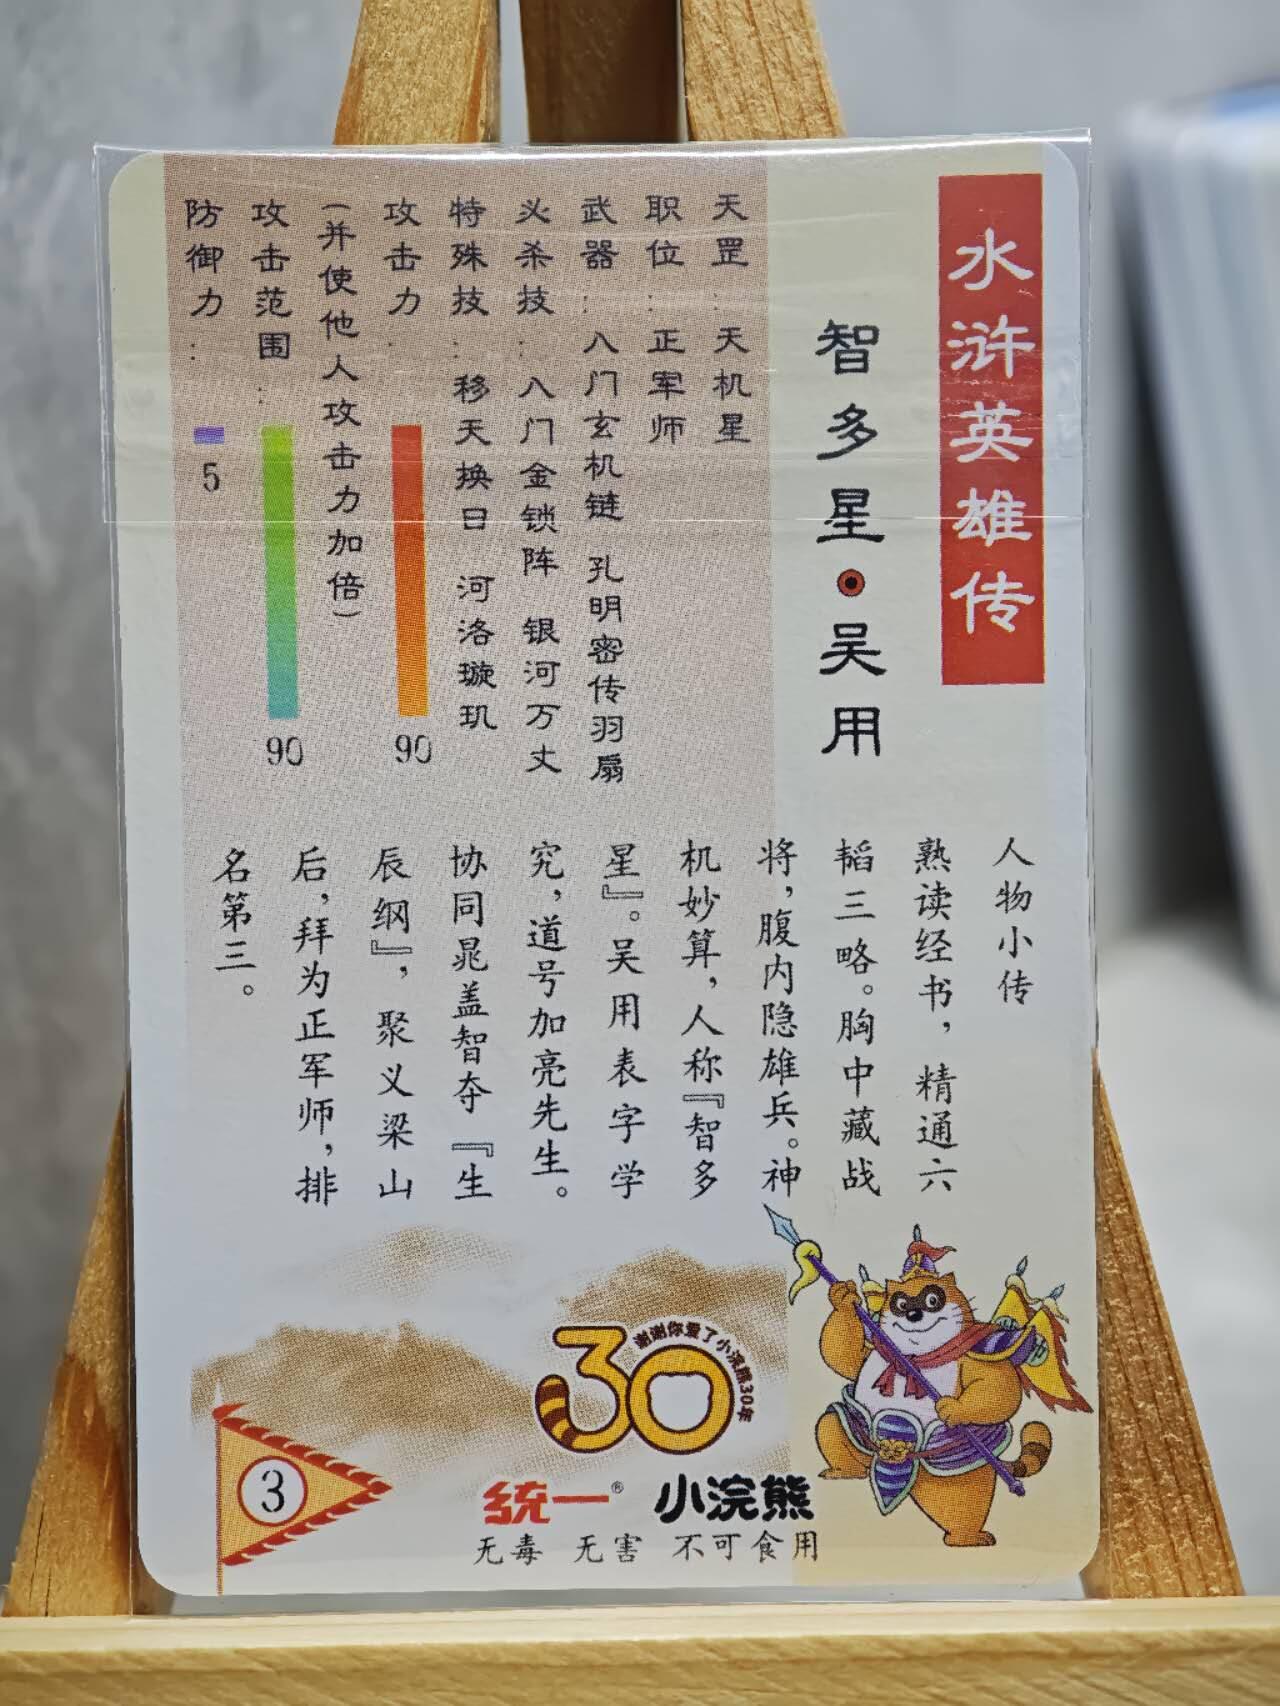 水浒英雄传
智多星·吴用
天罡：天机星
职位：正军师
武器：八门玄机链 孔明密传羽扇
必杀技：八门金锁阵 银河万丈
特殊技：移天换日 河洛璇玑
攻击力：90
(并使他人攻击力加倍)
攻击范围：90
防御力：5
人物小传
熟读经书，精通六
韬三略。胸中藏战
将，腹内隐雄兵。神
机妙算，人称『智多
星』。吴用表字学
究，道号加亮先生。
协同晁盖智夺『生
辰纲』，聚义梁山
后，拜为正军师，排
名第三。
3
30
谢谢你爱了小浣熊30年
统一® 小浣熊
无毒 无害 不可食用